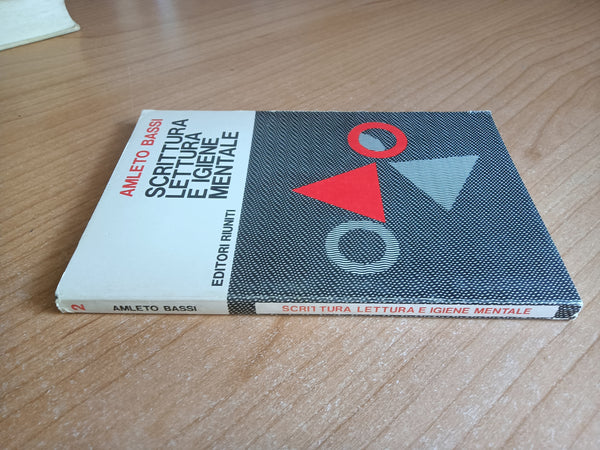 AMLETO BASSI
SCRITTURA
LETTURA
E IGIENE
MENTALE
EDITORI RIUNITI
2
AMLETO BASSI
SCRITTURA LETTURA E IGIENE MENTALE